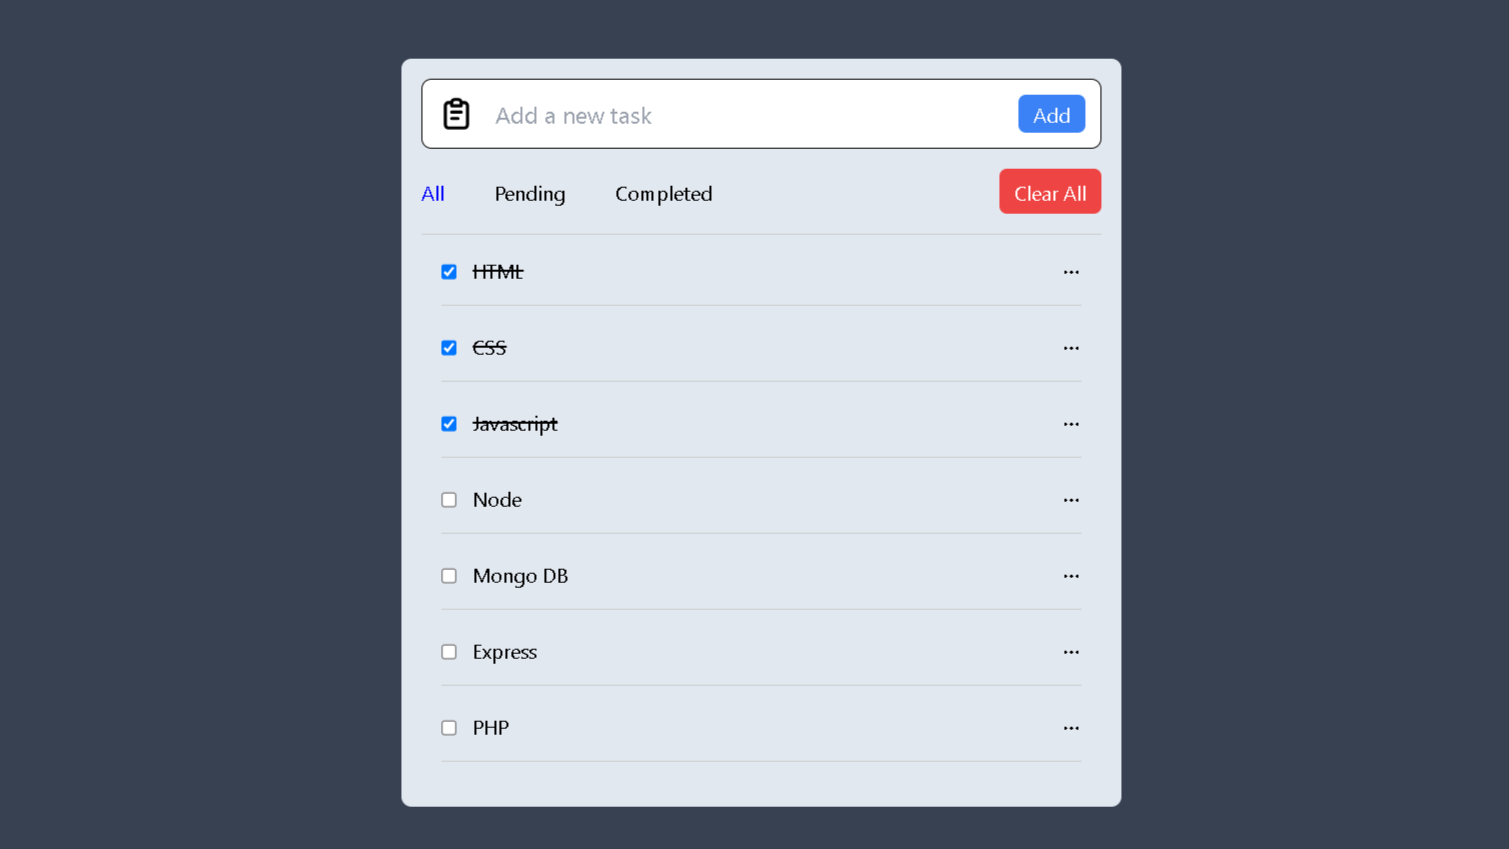 Add a new task
Add
All
Pending
Completed
Clear All
HTML
CSS
Javascript
Node
Mongo DB
Express
PHP